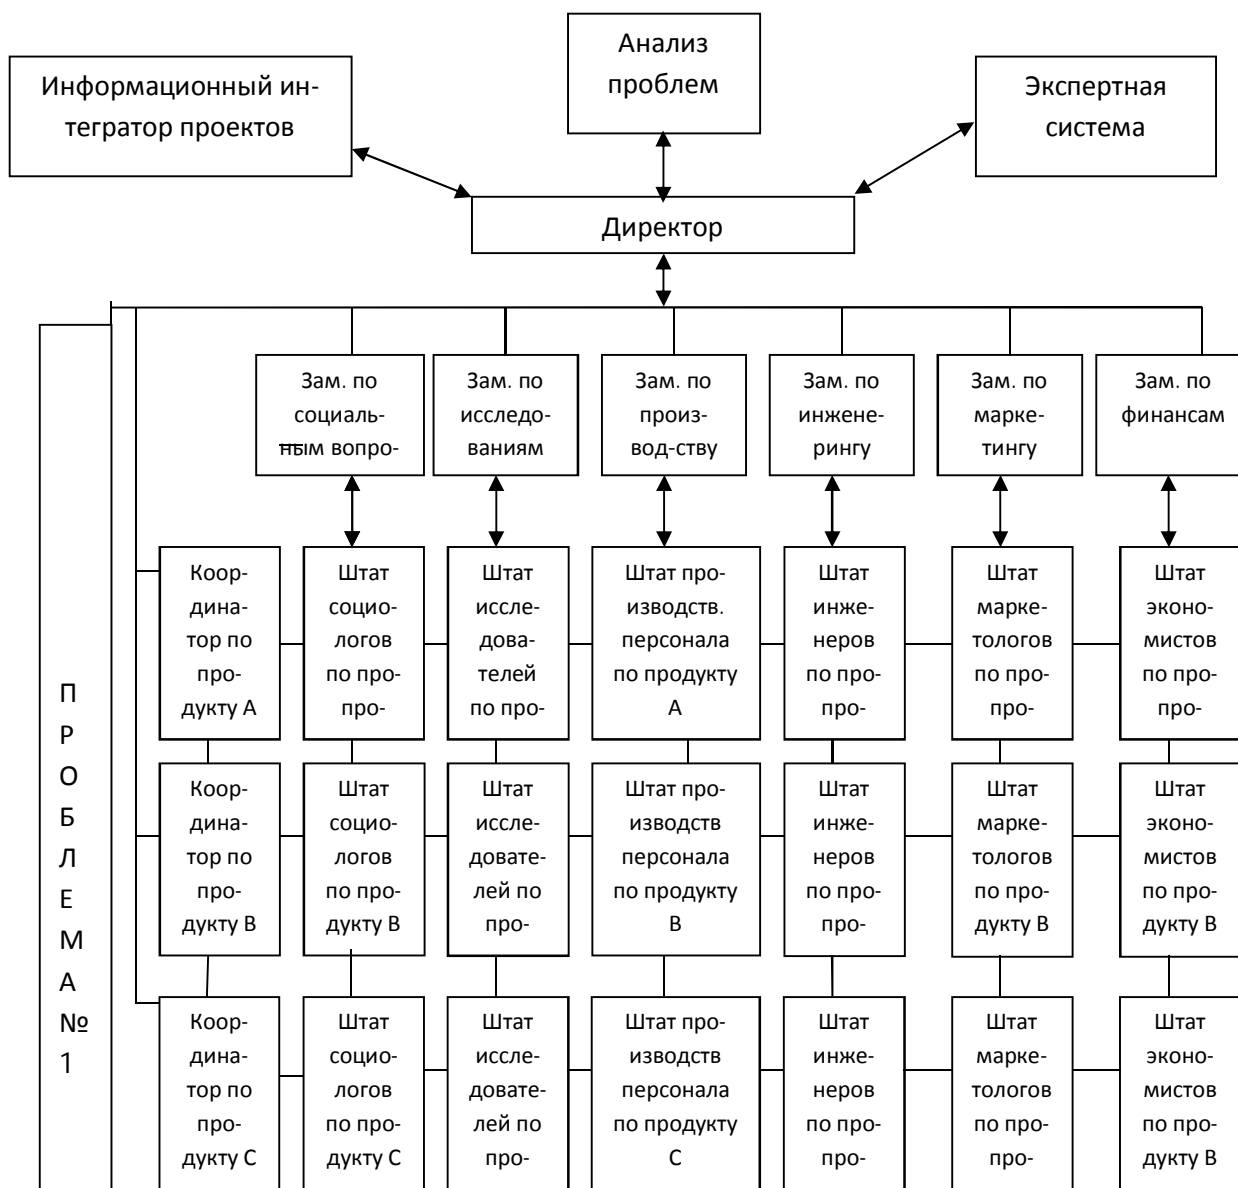 Анализ
проблем
Информационный ин-
тегратор проектов
Экспертная
система
Директор
Зам. по
социаль-
ным вопро-
Зам. по
исследо-
ваниям
Зам. по
произ-
вод-ству
Зам. по
инжене-
рингу
Зам. по
марке-
тингу
Зам. по
финансам
П
Р
О
Б
Л
Е
М
А
№
1
Коор-
дина-
тор по
про-
дукту А
Штат
социо-
логов
по про-
про-
Штат
иссле-
дова-
телей
по про-
Штат про-
изводств.
персонала
по продукту
А
Штат
инже-
неров
по про-
про-
Штат
марке-
тологов
по про-
про-
Штат
эконо-
мистов
по про-
про-
Коор-
дина-
тор по
про-
дукту В
Штат
социо-
логов
по про-
дукту В
Штат
иссле-
довате-
лей по
про-
Штат про-
изводств
персонала
по продукту
В
Штат
инже-
неров
по про-
про-
Штат
марке-
тологов
по про-
дукту В
Штат
эконо-
мистов
по про-
дукту В
Коор-
дина-
тор по
про-
дукту С
Штат
социо-
логов
по про-
дукту С
Штат
иссле-
довате-
лей по
про-
Штат про-
изводств
персонала
по продукту
С
Штат
инже-
неров
по про-
про-
Штат
марке-
тологов
по про-
про-
Штат
эконо-
мистов
по про-
дукту В